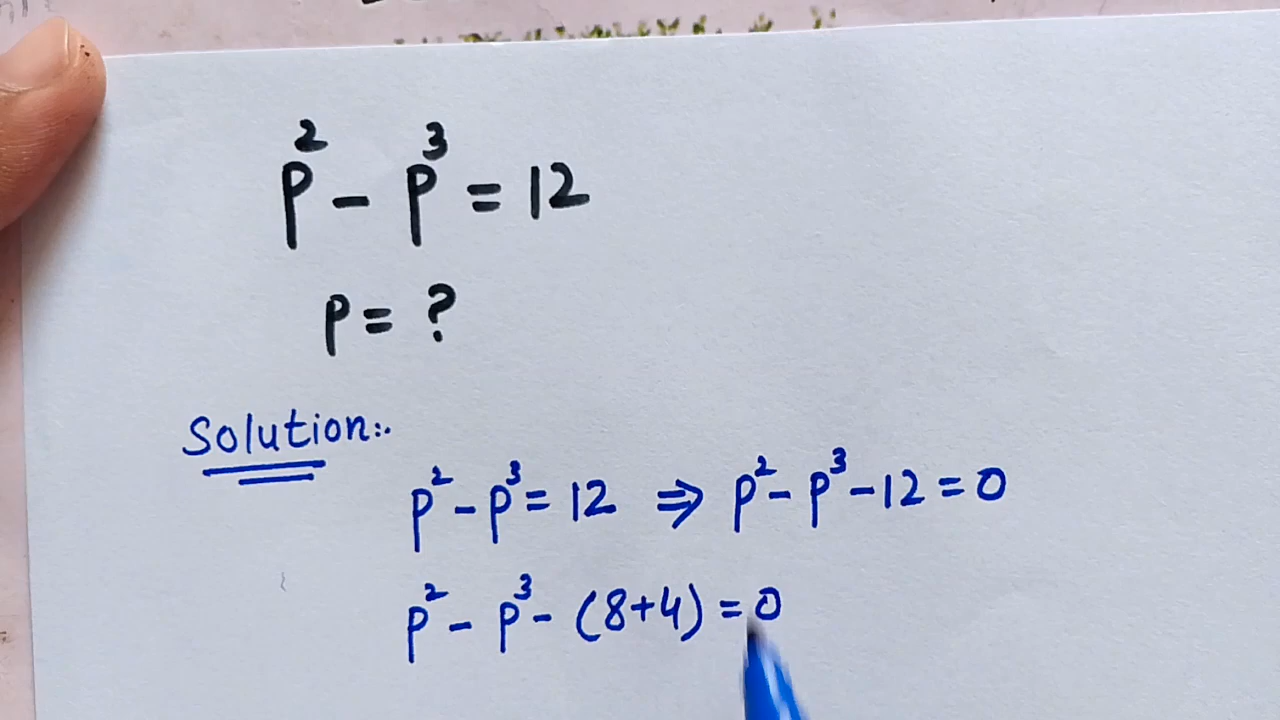 p² - p³ = 12
p = ?
Solution:.
p² - p³ = 12 ⇒ p² - p³ - 12 = 0
p² - p³ - (8+4) = 0